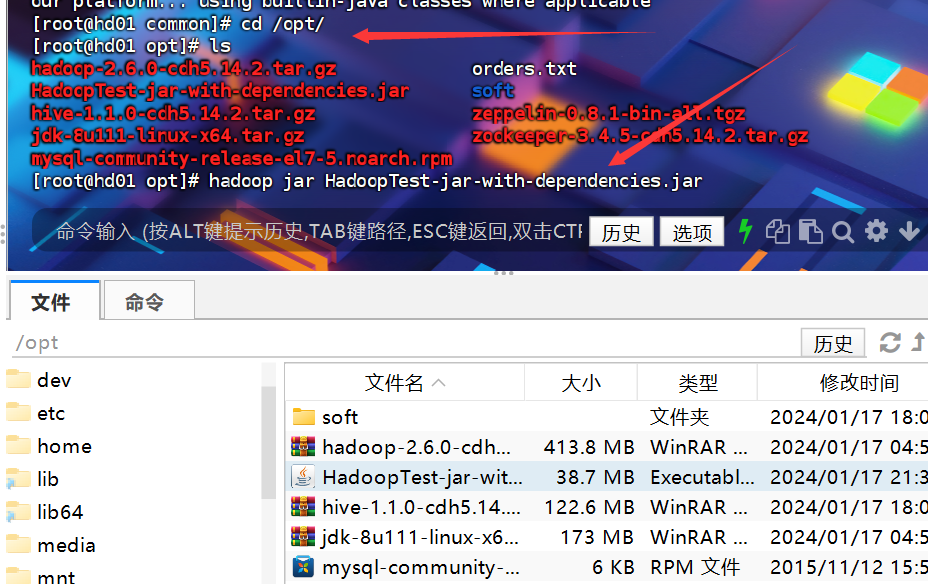 our platform... using builtin-java classes where applicable
[root@hd01 common]# cd /opt/
[root@hd01 opt]# ls
hadoop-2.6.0-cdh5.14.2.tar.gz orders.txt
HadoopTest-jar-with-dependencies.jar soft
hive-1.1.0-cdh5.14.2.tar.gz zeppelin-0.8.1-bin-all.tgz
jdk-8u111-linux-x64.tar.gz zookeeper-3.4.5-cdh5.14.2.tar.gz
mysql-community-release-el7-5.noarch.rpm
[root@hd01 opt]# hadoop jar HadoopTest-jar-with-dependencies.jar
命令输入 (按ALT键提示历史,TAB键路径,ESC键返回,双击CTF 历史 选项
文件 命令
/opt 历史
dev
etc
home
lib
lib64
media
mnt
文件名 大小 类型 修改时间
soft 文件夹 2024/01/17 18:0
hadoop-2.6.0-cdh... 413.8 MB WinRAR ... 2024/01/17 04:5
HadoopTest-jar-wit... 38.7 MB Executabl... 2024/01/17 21:3
hive-1.1.0-cdh5.14.... 122.6 MB WinRAR ... 2024/01/17 18:0
jdk-8u111-linux-x6... 173 MB WinRAR ... 2024/01/17 04:5
mysql-community-... 6 KB RPM 文件 2015/11/12 15:5